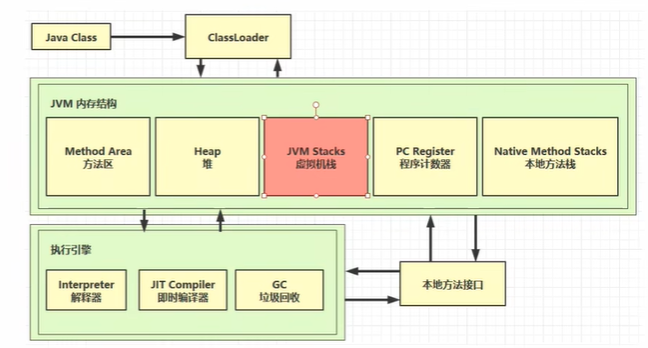 Java Class
ClassLoader
JVM 内存结构
Method Area
方法区
Heap
堆
JVM Stacks
虚拟机栈
PC Register
程序计数器
Native Method Stacks
本地方法栈
执行引擎
Interpreter
解释器
JIT Compiler
即时编译器
GC
垃圾回收
本地方法接口